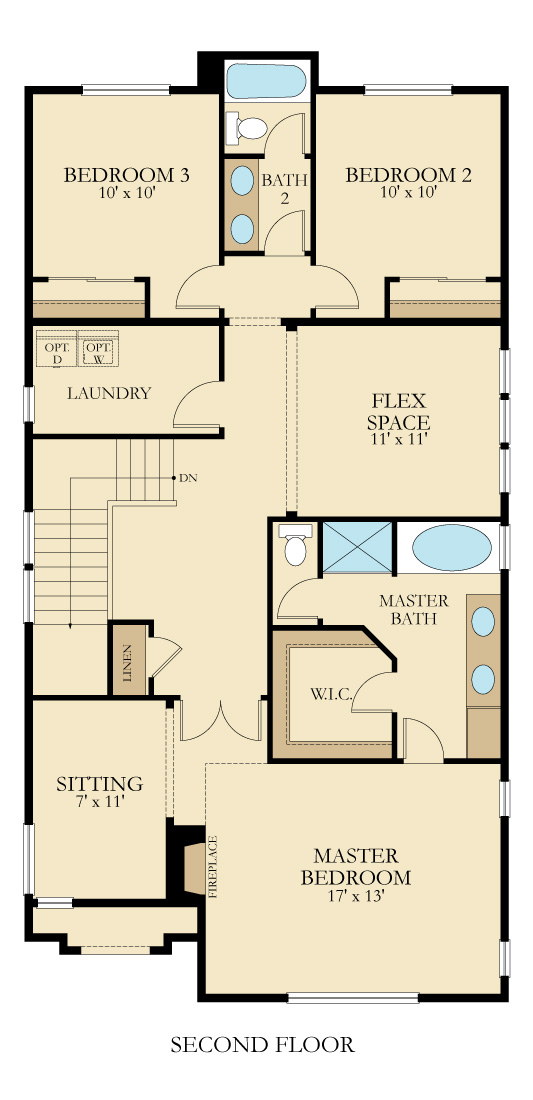 BEDROOM 3
10' x 10'
BATH
2
BEDROOM 2
10' x 10'
OPT.
D
OPT.
W
LAUNDRY
FLEX
SPACE
11' x 11'
DN
MASTER
BATH
LINEN
W.I.C.
SITTING
7' x 11'
FIREPLACE
MASTER
BEDROOM
17' x 13'
SECOND FLOOR